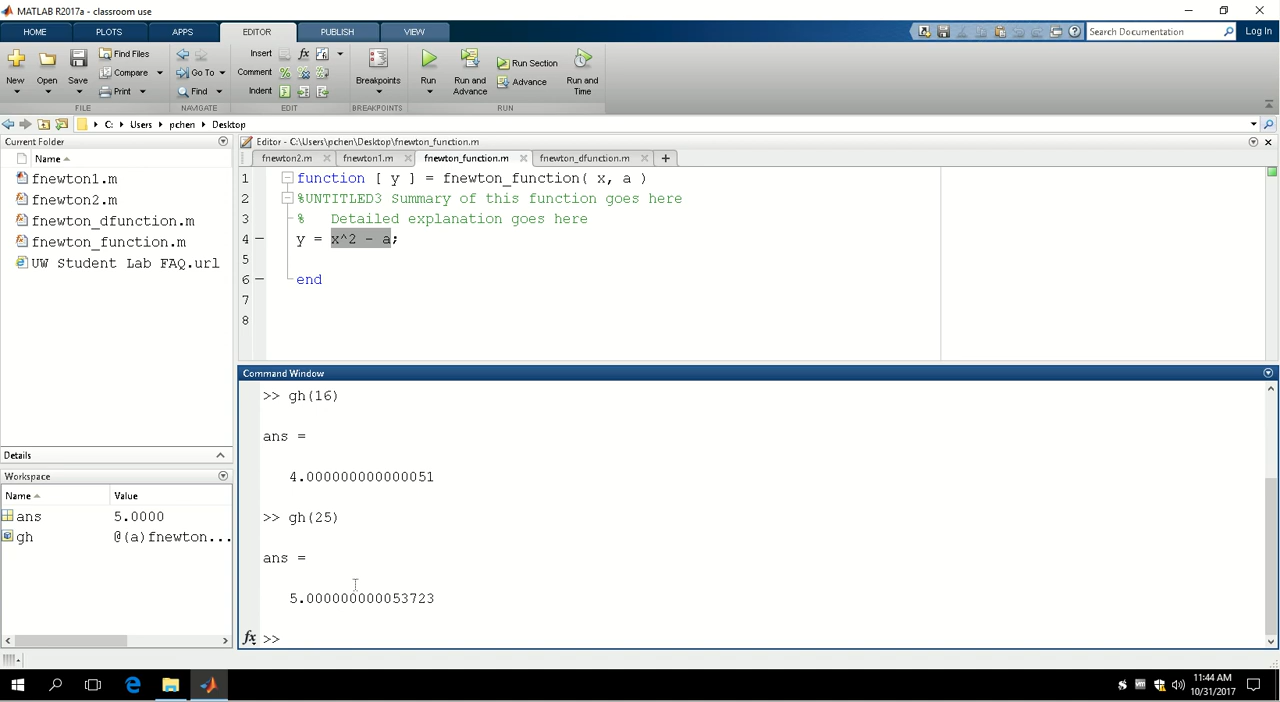 MATLAB R2017a - classroom use
HOME PLOTS APPS EDITOR PUBLISH VIEW Search Documentation Log In
New Open Save Find Files Compare Print Go To Find Insert fx Comment % Indent Breakpoints Run Run and Advance Run Section Advance Run and Time
FILE NAVIGATE EDIT BREAKPOINTS RUN
C: Users pchen Desktop
Current Folder
Name
fnewton1.m
fnewton2.m
fnewton_dfunction.m
fnewton_function.m
UW Student Lab FAQ.url
Details
Workspace
Name Value
ans 5.0000
gh @(a)fnewton...
Editor - C:\Users\pchen\Desktop\fnewton_function.m
fnewton2.m fnewton1.m fnewton_function.m fnewton_dfunction.m
1 function [ y ] = fnewton_function( x, a )
2 %UNTITLED3 Summary of this function goes here
3 % Detailed explanation goes here
4 y = x^2 - a;
5
6 end
7
8
Command Window
>> gh(16)
ans =
4.000000000000051
>> gh(25)
ans =
5.000000000053723
fx >>
11:44 AM
10/31/2017